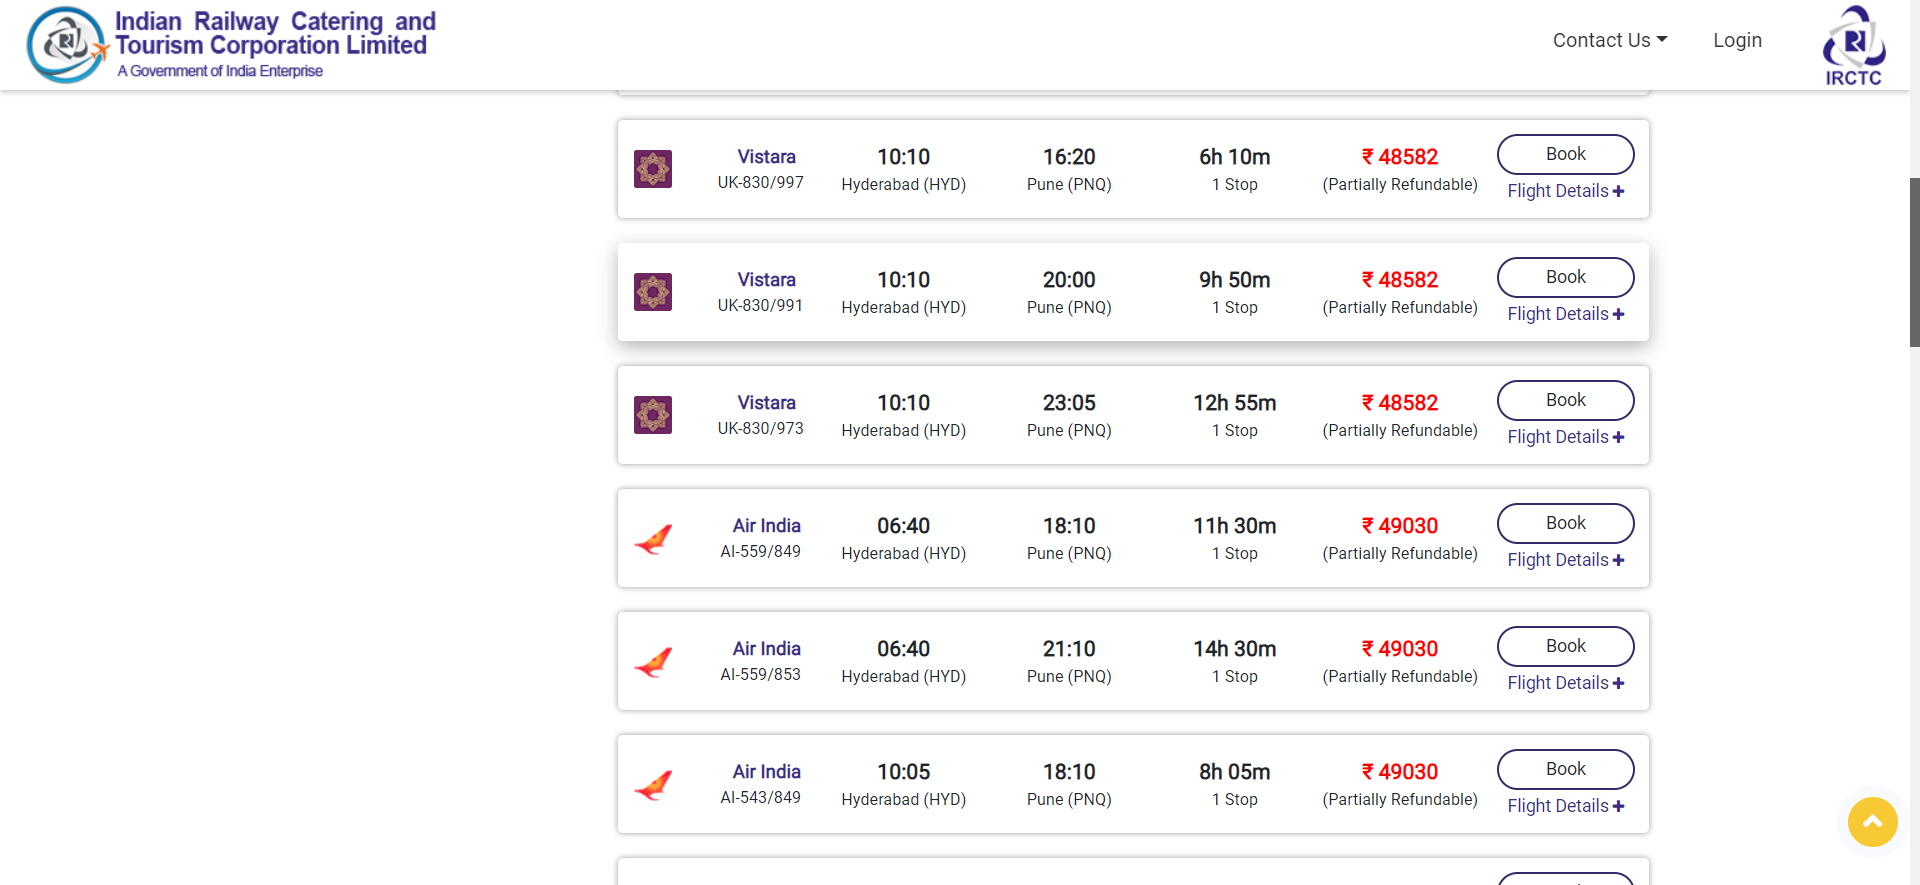 Indian Railway Catering and
Tourism Corporation Limited
A Government of India Enterprise
Contact Us
Login
IRCTC
Vistara 10:10 16:20 6h 10m ₹ 48582 Book
UK-830/997 Hyderabad (HYD) Pune (PNQ) 1 Stop (Partially Refundable) Flight Details +
Vistara 10:10 20:00 9h 50m ₹ 48582 Book
UK-830/991 Hyderabad (HYD) Pune (PNQ) 1 Stop (Partially Refundable) Flight Details +
Vistara 10:10 23:05 12h 55m ₹ 48582 Book
UK-830/973 Hyderabad (HYD) Pune (PNQ) 1 Stop (Partially Refundable) Flight Details +
Air India 06:40 18:10 11h 30m ₹ 49030 Book
AI-559/849 Hyderabad (HYD) Pune (PNQ) 1 Stop (Partially Refundable) Flight Details +
Air India 06:40 21:10 14h 30m ₹ 49030 Book
AI-559/853 Hyderabad (HYD) Pune (PNQ) 1 Stop (Partially Refundable) Flight Details +
Air India 10:05 18:10 8h 05m ₹ 49030 Book
AI-543/849 Hyderabad (HYD) Pune (PNQ) 1 Stop (Partially Refundable) Flight Details +